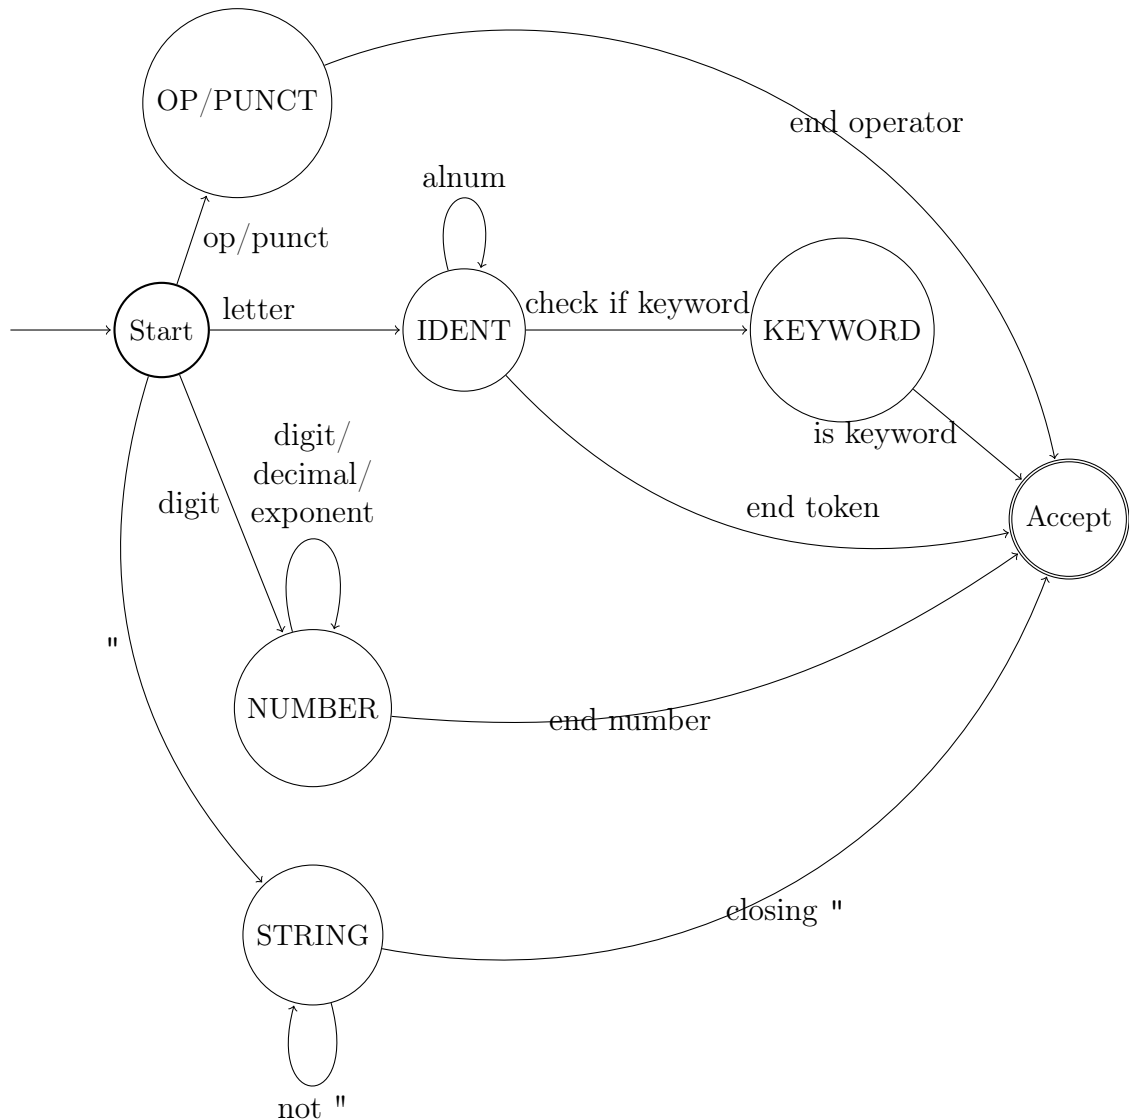 OP/PUNCT
end operator
alnum
op/punct
letter
check if keyword
Start
IDENT
KEYWORD
is keyword
digit/
decimal/
exponent
digit
end token
Accept
"
NUMBER
end number
closing "
STRING
not "